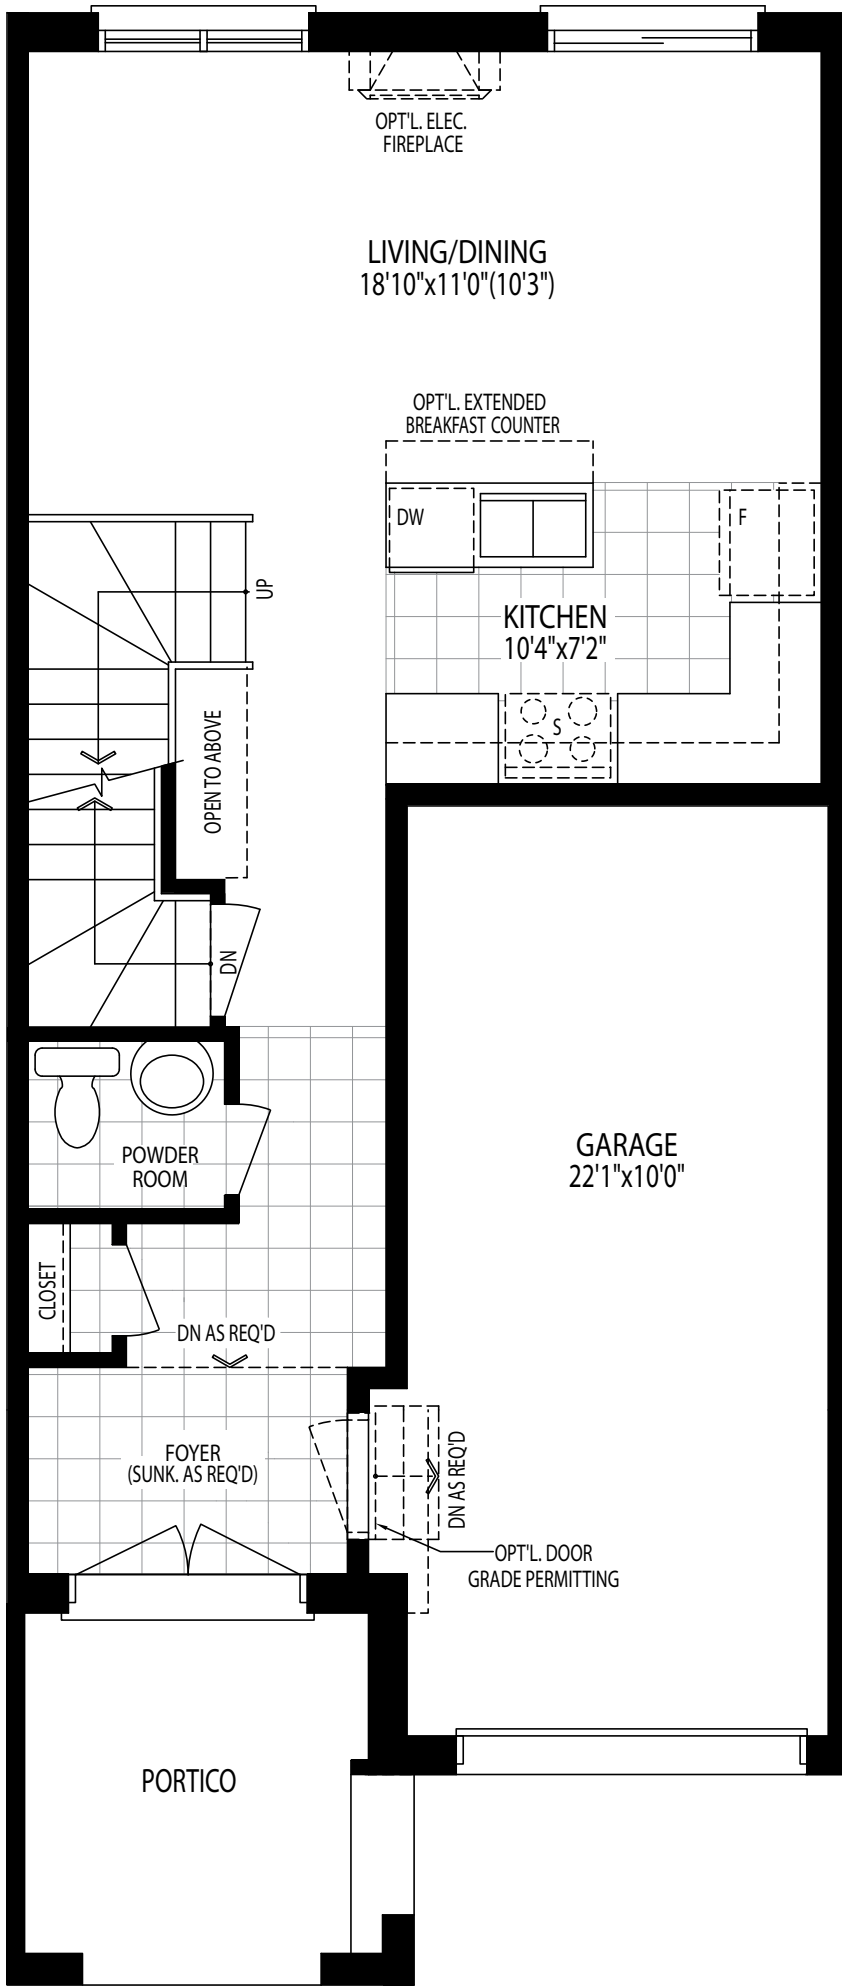 OPT'L. ELEC.
FIREPLACE
LIVING/DINING
18'10"x11'0"(10'3")
OPT'L. EXTENDED
BREAKFAST COUNTER
DW
F
UP
KITCHEN
10'4"x7'2"
S
OPEN TO ABOVE
DN
GARAGE
22'1"x10'0"
POWDER
ROOM
CLOSET
DN AS REQ'D
FOYER
(SUNK. AS REQ'D)
DN AS REQ'D
OPT'L. DOOR
GRADE PERMITTING
PORTICO